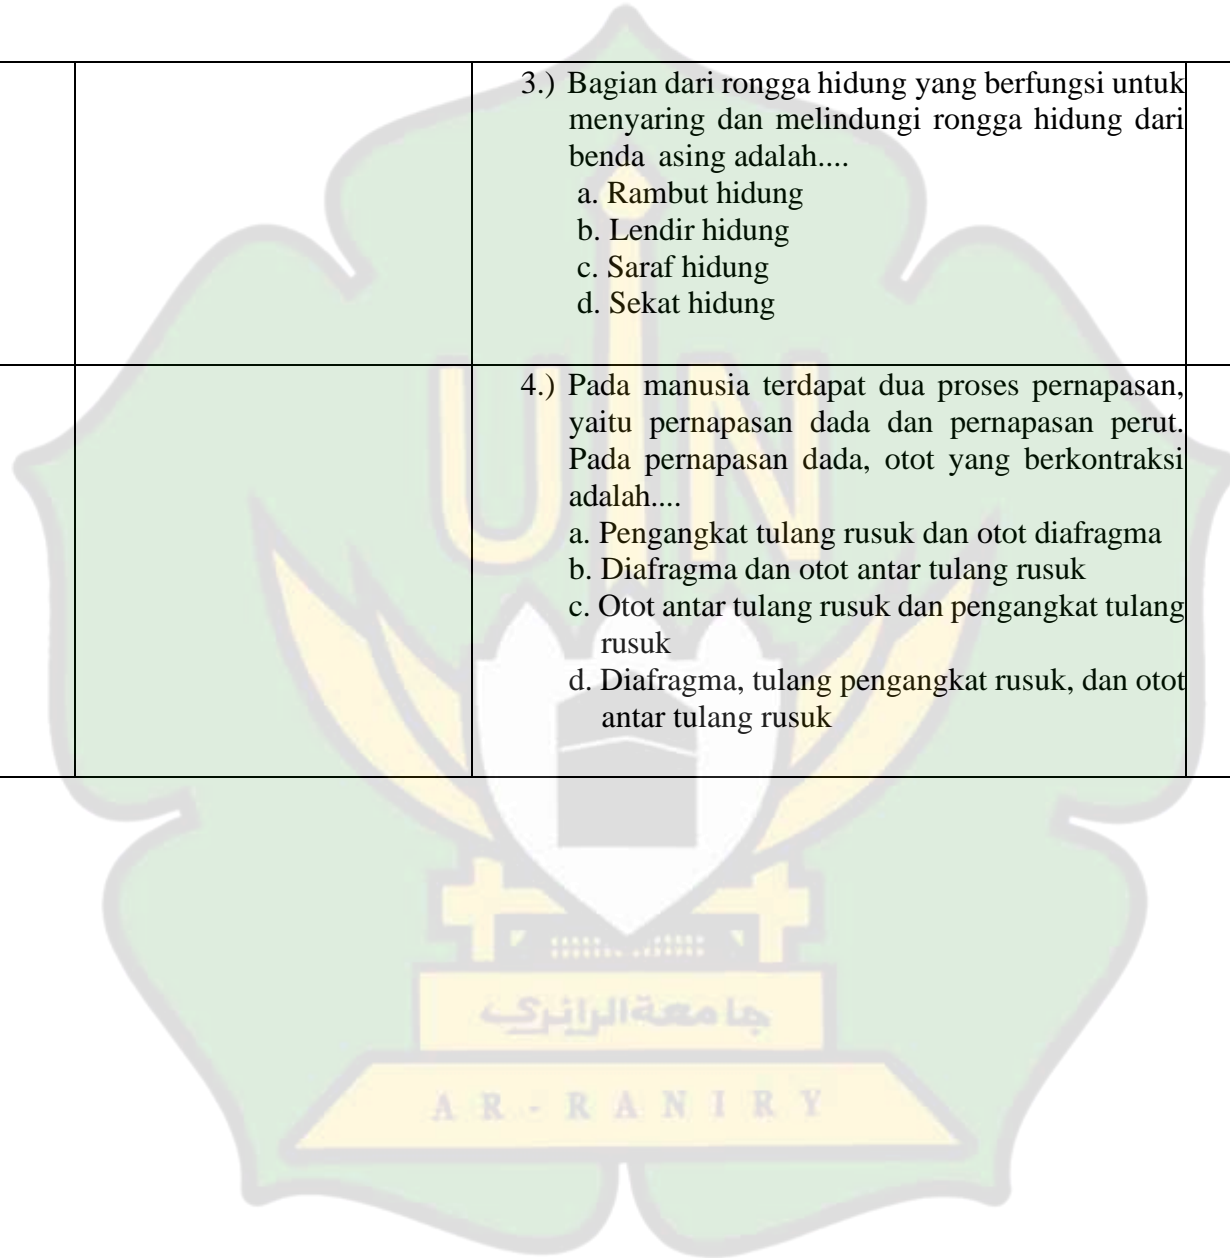 3.) Bagian dari rongga hidung yang berfungsi untuk
menyaring dan melindungi rongga hidung dari
benda asing adalah....
a. Rambut hidung
b. Lendir hidung
c. Saraf hidung
d. Sekat hidung
4.) Pada manusia terdapat dua proses pernapasan,
yaitu pernapasan dada dan pernapasan perut.
Pada pernapasan dada, otot yang berkontraksi
adalah....
a. Pengangkat tulang rusuk dan otot diafragma
b. Diafragma dan otot antar tulang rusuk
c. Otot antar tulang rusuk dan pengangkat tulang
rusuk
d. Diafragma, tulang pengangkat rusuk, dan otot
antar tulang rusuk
UIN
جامعة الرانري
AR-RANIRY